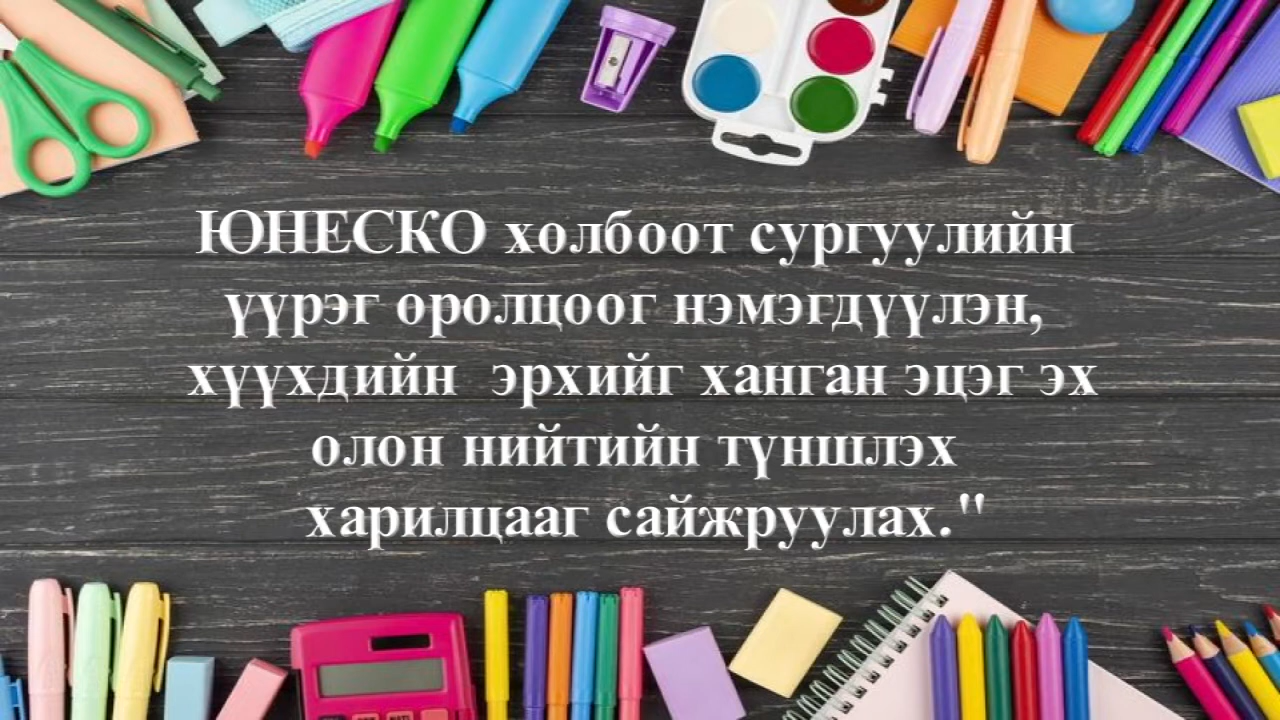 ЮНЕСКО холбоот сургуулийн
үүрэг оролцоог нэмэгдүүлэн,
хүүхдийн эрхийг ханган эцэг эх
олон нийтийн түншлэх
харилцааг сайжруулах."